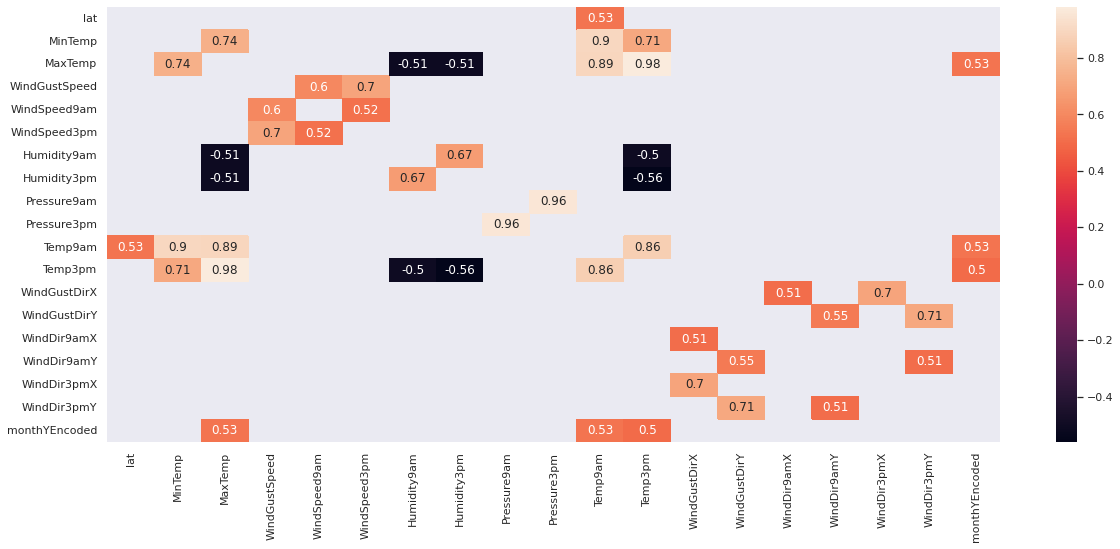 lat 0.53
MinTemp 0.74 0.9 0.71
MaxTemp 0.74 -0.51 -0.51 0.89 0.98 0.53
WindGustSpeed 0.6 0.7
WindSpeed9am 0.6 0.52
WindSpeed3pm 0.7 0.52
Humidity9am -0.51 0.67 -0.5
Humidity3pm -0.51 0.67 -0.56
Pressure9am 0.96
Pressure3pm 0.96
Temp9am 0.53 0.9 0.89 0.86 0.53
Temp3pm 0.71 0.98 -0.5 -0.56 0.86 0.5
WindGustDirX 0.51 0.7
WindGustDirY 0.55 0.71
WindDir9amX 0.51
WindDir9amY 0.55 0.51
WindDir3pmX 0.7
WindDir3pmY 0.71 0.51
monthYEncoded 0.53 0.53 0.5
lat
MinTemp
MaxTemp
WindGustSpeed
WindSpeed9am
WindSpeed3pm
Humidity9am
Humidity3pm
Pressure9am
Pressure3pm
Temp9am
Temp3pm
WindGustDirX
WindGustDirY
WindDir9amX
WindDir9amY
WindDir3pmX
WindDir3pmY
monthYEncoded
0.8
0.6
0.4
0.2
0.0
−0.2
−0.4